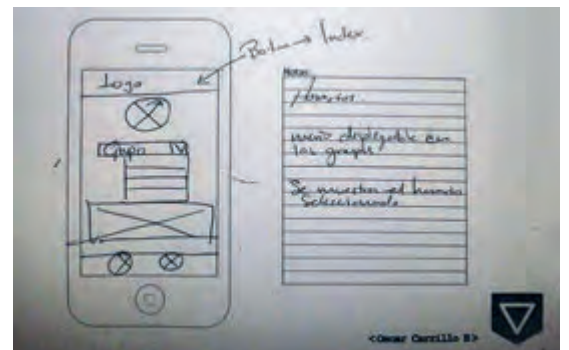 Boton → Index
Logo
Grupo
Notas
Horarios.
menú desplegable con
los grupos
Se muestra el horario
Seleccionado
<Oscar Carrillo B>